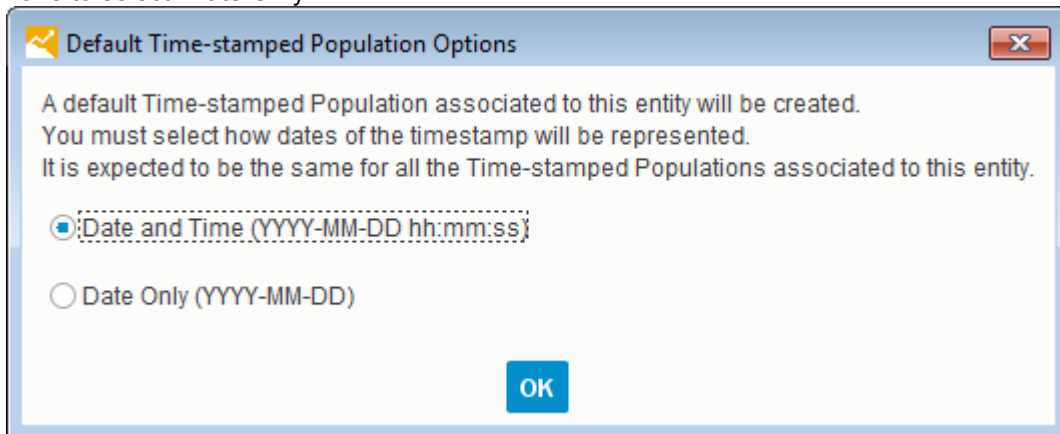 Default Time-stamped Population Options
A default Time-stamped Population associated to this entity will be created.
You must select how dates of the timestamp will be represented.
It is expected to be the same for all the Time-stamped Populations associated to this entity.
Date and Time (YYYY-MM-DD hh:mm:ss)
Date Only (YYYY-MM-DD)
OK